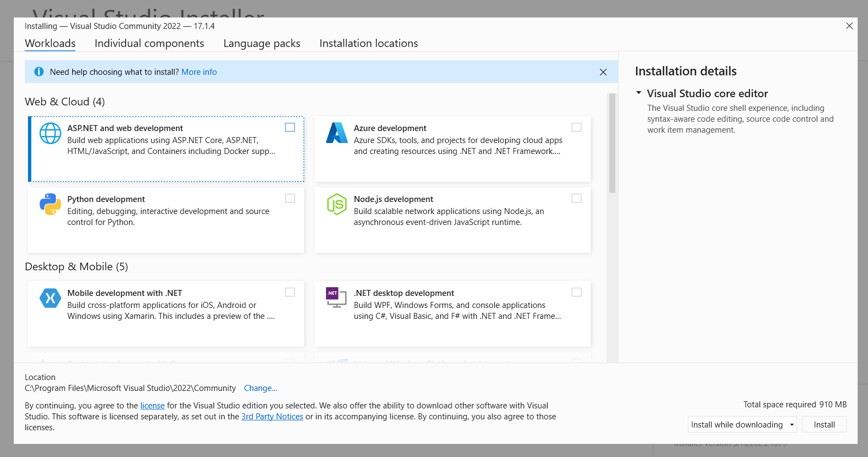 Visual Studio Installer
Installing — Visual Studio Community 2022 — 17.1.4
Workloads Individual components Language packs Installation locations
Need help choosing what to install? More info
Web & Cloud (4)
ASP.NET and web development
Build web applications using ASP.NET Core, ASP.NET,
HTML/JavaScript, and Containers including Docker supp...
Azure development
Azure SDKs, tools, and projects for developing cloud apps
and creating resources using .NET and .NET Framework....
Python development
Editing, debugging, interactive development and source
control for Python.
Node.js development
Build scalable network applications using Node.js, an
asynchronous event-driven JavaScript runtime.
Desktop & Mobile (5)
Mobile development with .NET
Build cross-platform applications for iOS, Android or
Windows using Xamarin. This includes a preview of the ....
.NET
.NET desktop development
Build WPF, Windows Forms, and console applications
using C#, Visual Basic, and F# with .NET and .NET Frame...
Installation details
Visual Studio core editor
The Visual Studio core shell experience, including
syntax-aware code editing, source code control and
work item management.
Location
C:\Program Files\Microsoft Visual Studio\2022\Community Change...
By continuing, you agree to the license for the Visual Studio edition you selected. We also offer the ability to download other software with Visual
Studio. This software is licensed separately, as set out in the 3rd Party Notices or in its accompanying license. By continuing, you also agree to those
licenses.
Total space required 910 MB
Install while downloading
Install